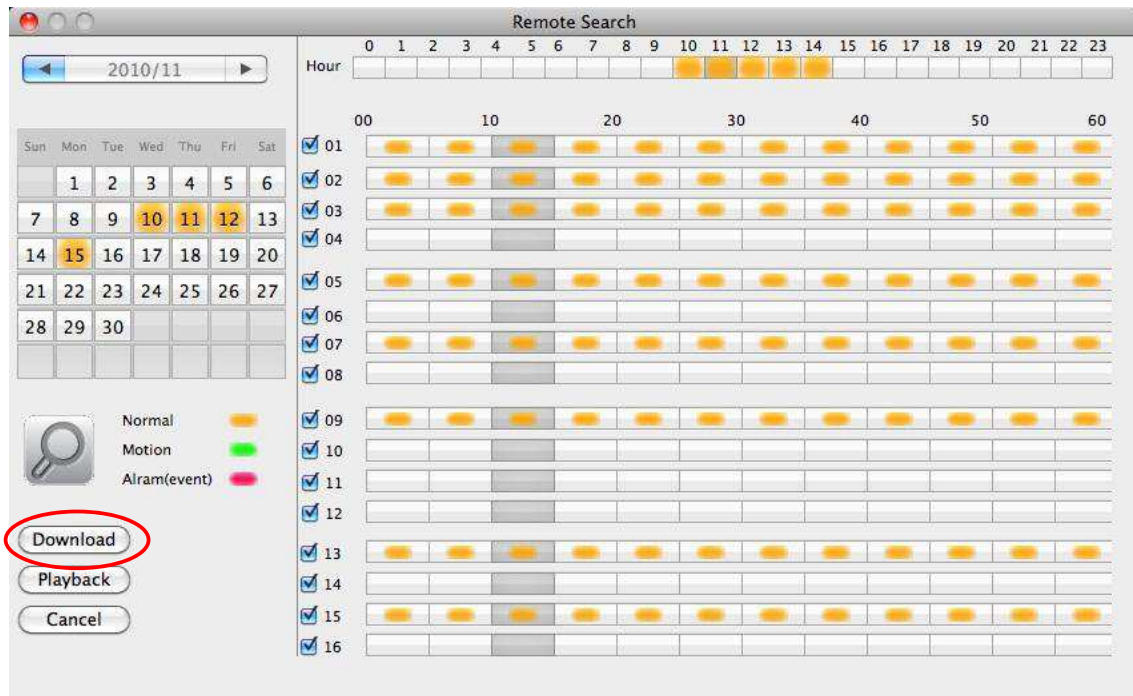 Remote Search
2010/11
Sun Mon Tue Wed Thu Fri Sat
1 2 3 4 5 6
7 8 9 10 11 12 13
14 15 16 17 18 19 20
21 22 23 24 25 26 27
28 29 30
Normal
Motion
Alram(event)
Download
Playback
Cancel
0 1 2 3 4 5 6 7 8 9 10 11 12 13 14 15 16 17 18 19 20 21 22 23
Hour
00 10 20 30 40 50 60
01
02
03
04
05
06
07
08
09
10
11
12
13
14
15
16